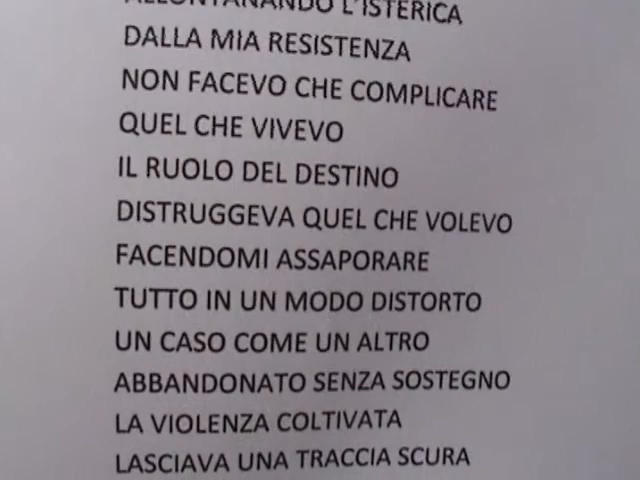 ALLONTANANDO L'ISTERICA
DALLA MIA RESISTENZA
NON FACEVO CHE COMPLICARE
QUEL CHE VIVEVO
IL RUOLO DEL DESTINO
DISTRUGGEVA QUEL CHE VOLEVO
FACENDOMI ASSAPORARE
TUTTO IN UN MODO DISTORTO
UN CASO COME UN ALTRO
ABBANDONATO SENZA SOSTEGNO
LA VIOLENZA COLTIVATA
LASCIAVA UNA TRACCIA SCURA